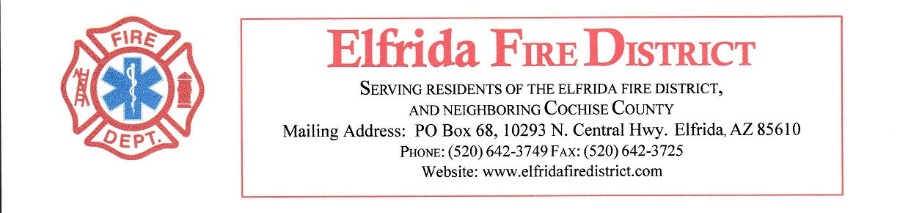 FIRE
DEPT.
Elfrida FIRE DISTRICT
SERVING RESIDENTS OF THE ELFRIDA FIRE DISTRICT,
AND NEIGHBORING COCHISE COUNTY
Mailing Address: PO Box 68, 10293 N. Central Hwy. Elfrida, AZ 85610
PHONE: (520) 642-3749 FAX: (520) 642-3725
Website: www.elfridafiredistrict.com